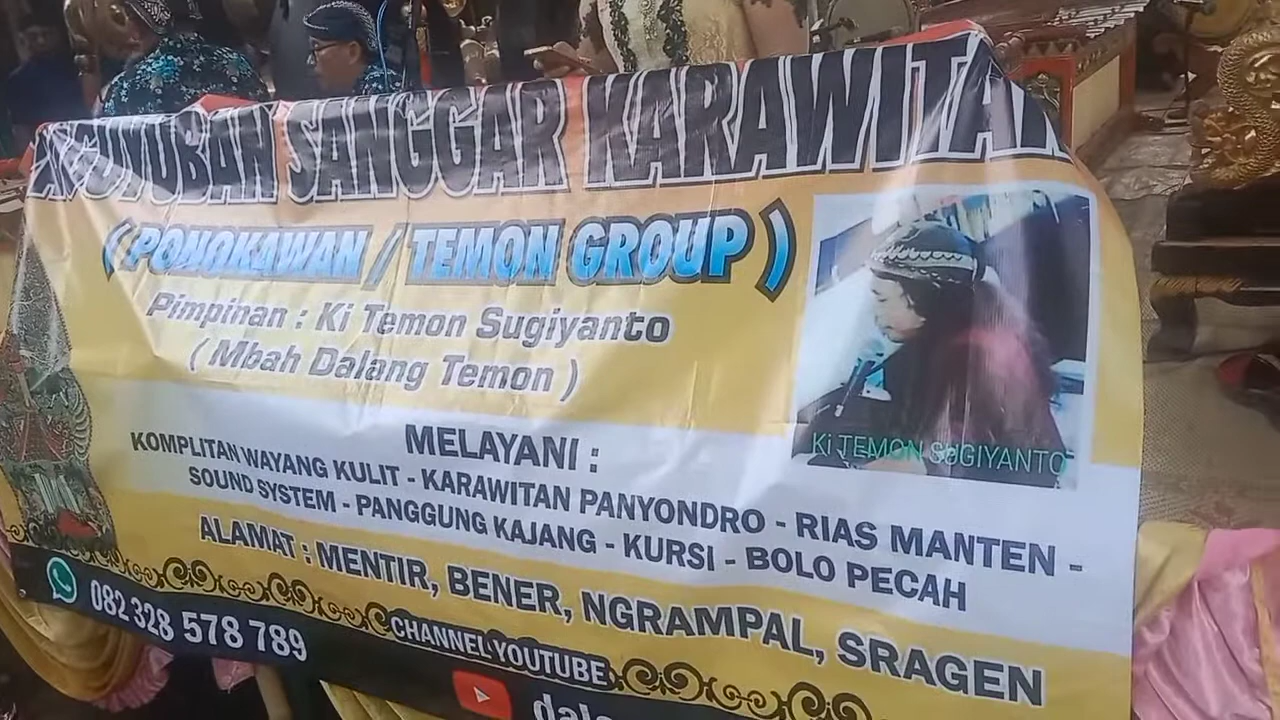 SANGGAR KARAWITAN
( PONOKAWAN / TEMON GROUP )
Pimpinan : Ki Temon Sugiyanto
( Mbah Dalang Temon )
Ki TEMON SUGIYANTO
MELAYANI :
KOMPLITAN WAYANG KULIT - KARAWITAN PANYONDRO - RIAS MANTEN -
SOUND SYSTEM - PANGGUNG KAJANG - KURSI - BOLO PECAH
ALAMAT : MENTIR, BENER, NGRAMPAL, SRAGEN
082 328 578 789
CHANNEL YOUTUBE